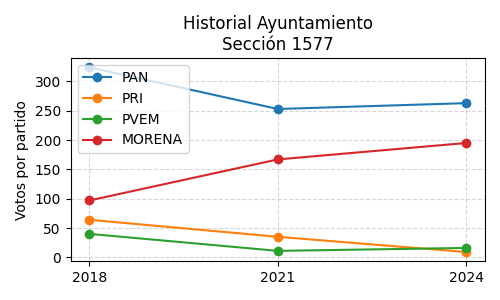 Historial Ayuntamiento
Sección 1577
Votos por partido
300
250
200
150
100
50
0
PAN
PRI
PVEM
MORENA
2018
2021
2024